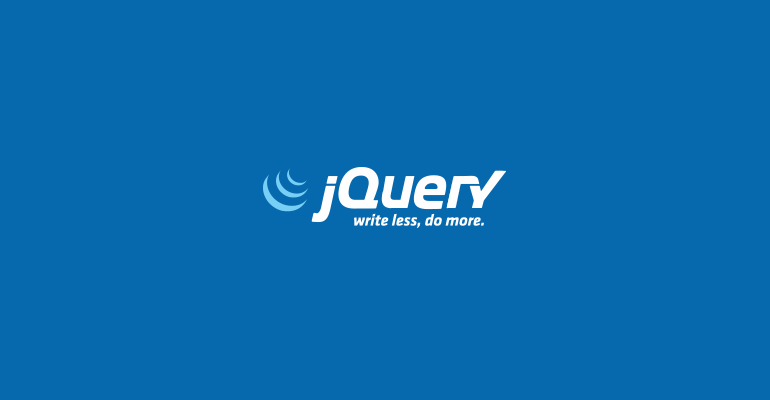 jQuery
write less, do more.